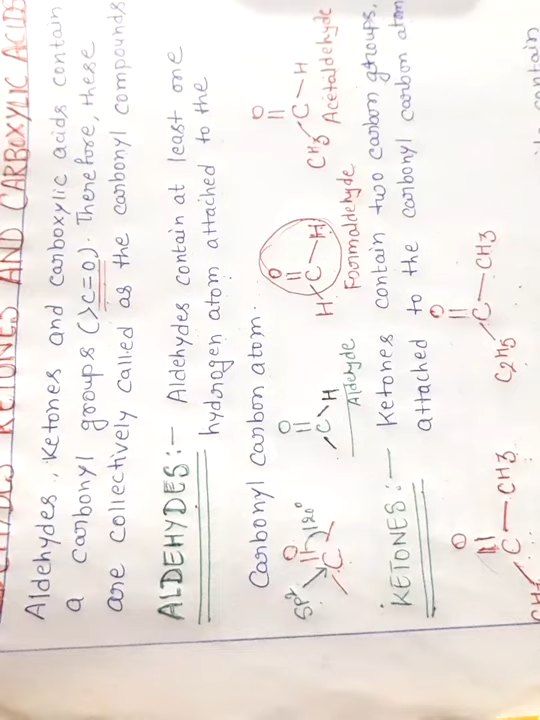 KETONES AND CARBOXYLIC ACIDS
Aldehydes, Ketones and carboxylic acids contain
a carbonyl groups (>C=O). Therefore, these
are collectively called as the carbonyl compounds
ALDEHYDES:- Aldehydes contain at least one
hydrogen atom attached to the
Carbonyl carbon atom.
O O O O
SP² C 120° C H H C H CH3 C H
Aldehyde Formaldehyde Acetaldehyde
KETONES:- Ketones contain two carbon groups,
attached to the carbonyl carbon atom
O O
CH3 C - CH3 C2H5 C - CH3
contain